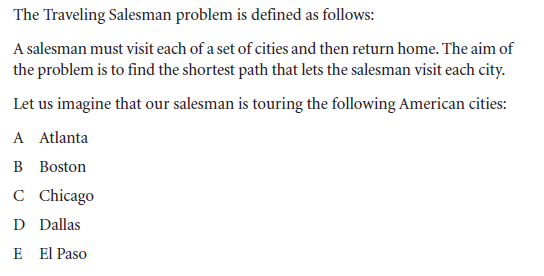 The Traveling Salesman problem is defined as follows:
A salesman must visit each of a set of cities and then return home. The aim of
the problem is to find the shortest path that lets the salesman visit each city.
Let us imagine that our salesman is touring the following American cities:
A Atlanta
B Boston
C Chicago
D Dallas
E El Paso